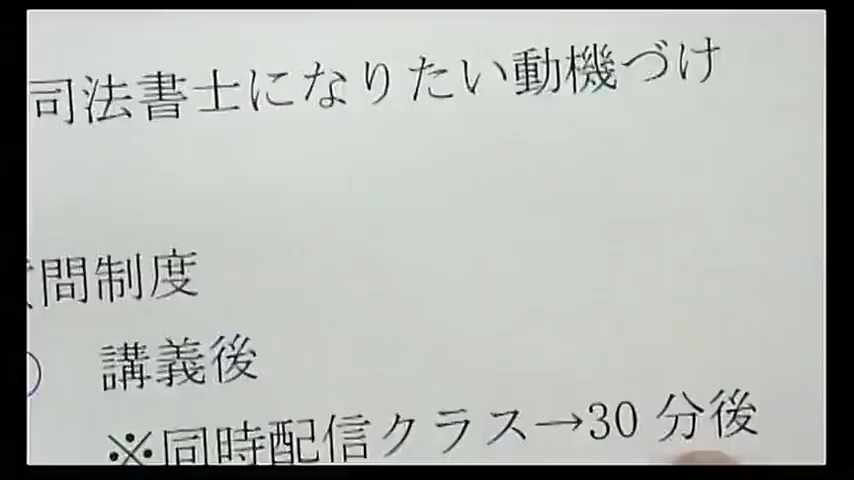 司法書士になりたい動機づけ
問制度
講義後
※同時配信クラス→30 分後